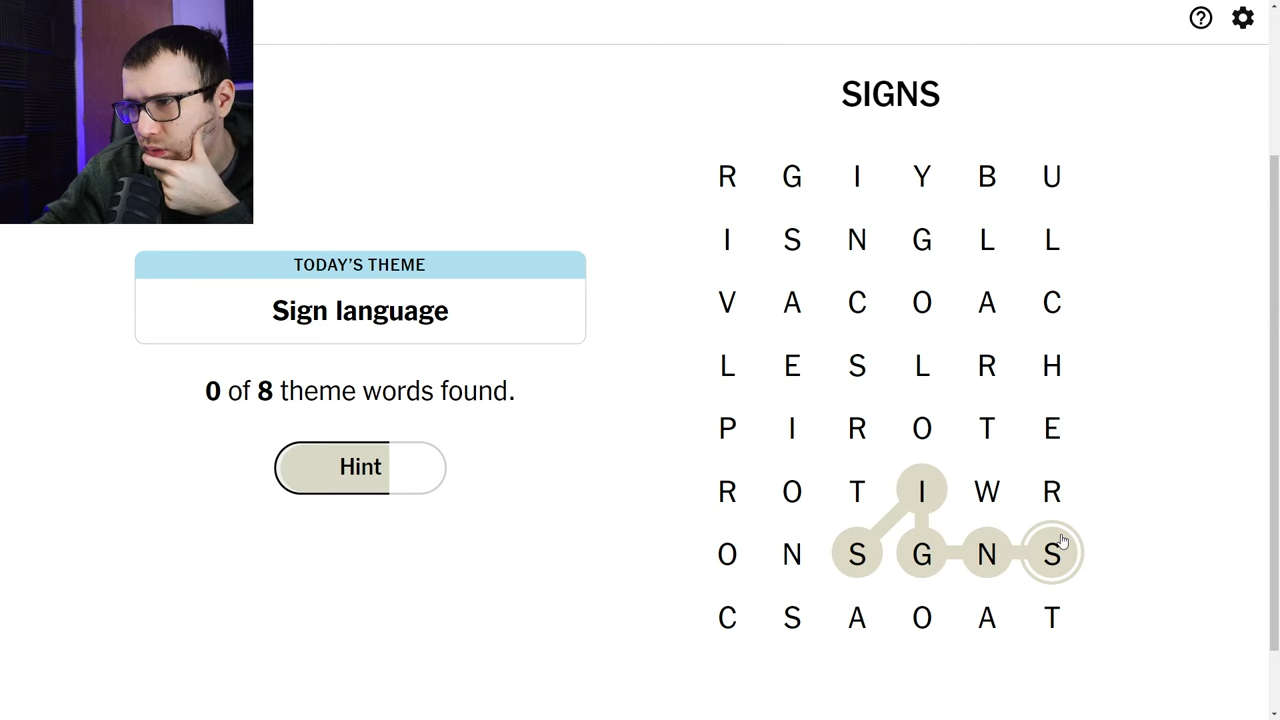 SIGNS
TODAY'S THEME
Sign language
0 of 8 theme words found.
Hint
R G I Y B U
I S N G L L
V A C O A C
L E S L R H
P I R O T E
R O T I W R
O N S G N S
C S A O A T